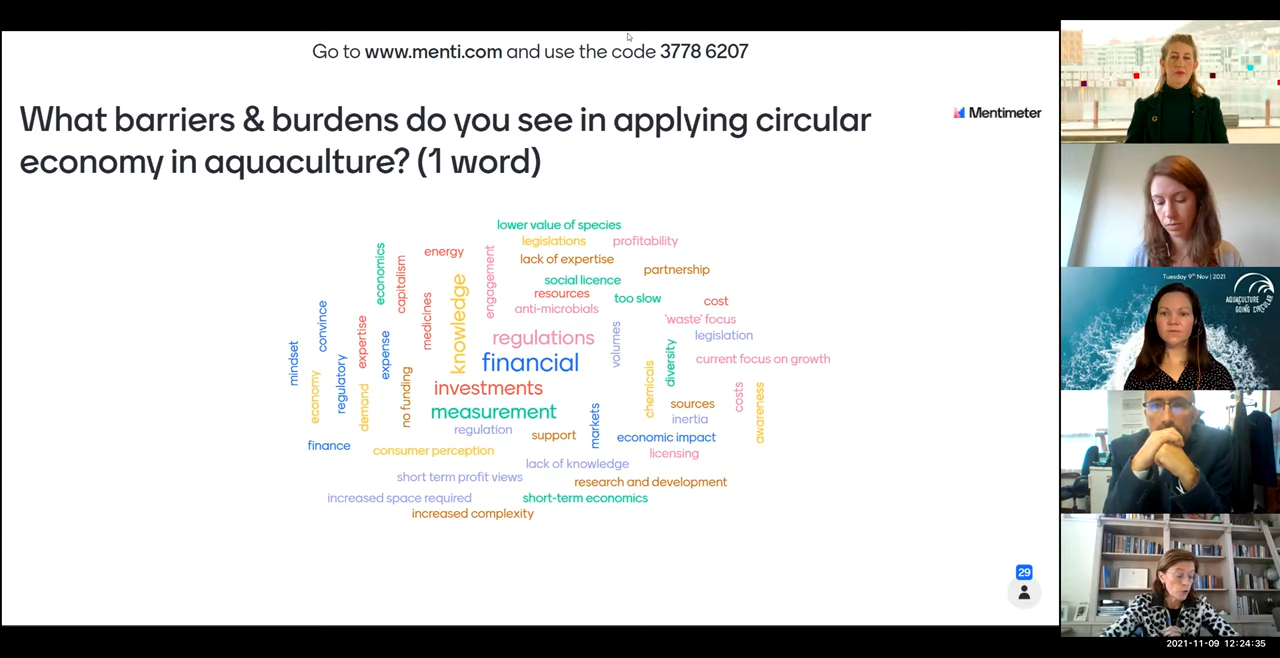 Go to www.menti.com and use the code 3778 6207
What barriers & burdens do you see in applying circular
economy in aquaculture? (1 word)
Mentimeter
lower value of species
legislations
profitability
economics
capitalism
energy
engagement
lack of expertise
partnership
social licence
resources
too slow
cost
anti-microbials
medicines
knowledge
'waste' focus
convince
expertise
regulations
volumes
legislation
mindset
expense
financial
diversity
current focus on growth
economy
regulatory
demand
no funding
investments
chemicals
costs
awareness
measurement
markets
sources
inertia
regulation
support
economic impact
finance
consumer perception
licensing
lack of knowledge
short term profit views
research and development
increased space required
short-term economics
increased complexity
29
Tuesday 9th Nov | 2021
AQUACULTURE
GOING CIRCULAR
2021-11-09 12:24:35